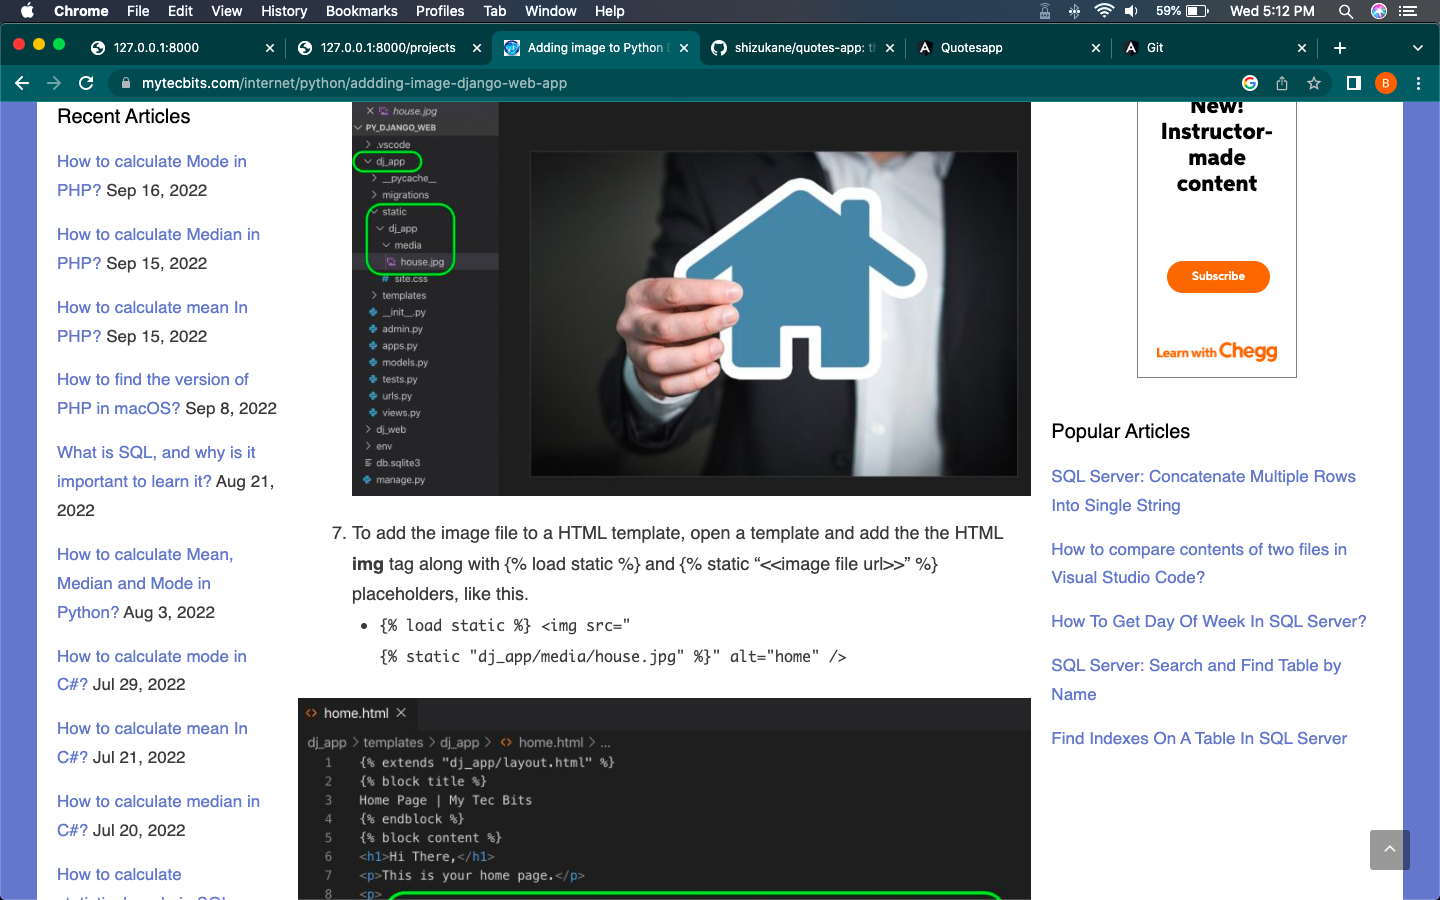 Chrome File Edit View History Bookmarks Profiles Tab Window Help 59% Wed 5:12 PM
127.0.0.1:8000 127.0.0.1:8000/projects Adding image to Python shizukane/quotes-app: Quotesapp Git
mytecbits.com/internet/python/addding-image-django-web-app B
Recent Articles
How to calculate Mode in
PHP? Sep 16, 2022
How to calculate Median in
PHP? Sep 15, 2022
How to calculate mean In
PHP? Sep 15, 2022
How to find the version of
PHP in macOS? Sep 8, 2022
What is SQL, and why is it
important to learn it? Aug 21,
2022
How to calculate Mean,
Median and Mode in
Python? Aug 3, 2022
How to calculate mode in
C#? Jul 29, 2022
How to calculate mean In
C#? Jul 21, 2022
How to calculate median in
C#? Jul 20, 2022
How to calculate
house.jpg
PY_DJANGO_WEB
.vscode
dj_app
__pycache__
migrations
static
dj_app
media
house.jpg
# site.css
templates
__init__.py
admin.py
apps.py
models.py
tests.py
urls.py
views.py
dj_web
env
db.sqlite3
manage.py
7. To add the image file to a HTML template, open a template and add the the HTML
img tag along with {% load static %} and {% static “<<image file url>>” %}
placeholders, like this.
• {% load static %} <img src="
{% static "dj_app/media/house.jpg" %}" alt="home" />
<> home.html ×
dj_app > templates > dj_app > <> home.html > ...
1 {% extends "dj_app/layout.html" %}
2 {% block title %}
3 Home Page | My Tec Bits
4 {% endblock %}
5 {% block content %}
6 <h1>Hi There,</h1>
7 <p>This is your home page.</p>
8 <p>
New!
Instructor-
made
content
Subscribe
Learn with Chegg
Popular Articles
SQL Server: Concatenate Multiple Rows
Into Single String
How to compare contents of two files in
Visual Studio Code?
How To Get Day Of Week In SQL Server?
SQL Server: Search and Find Table by
Name
Find Indexes On A Table In SQL Server